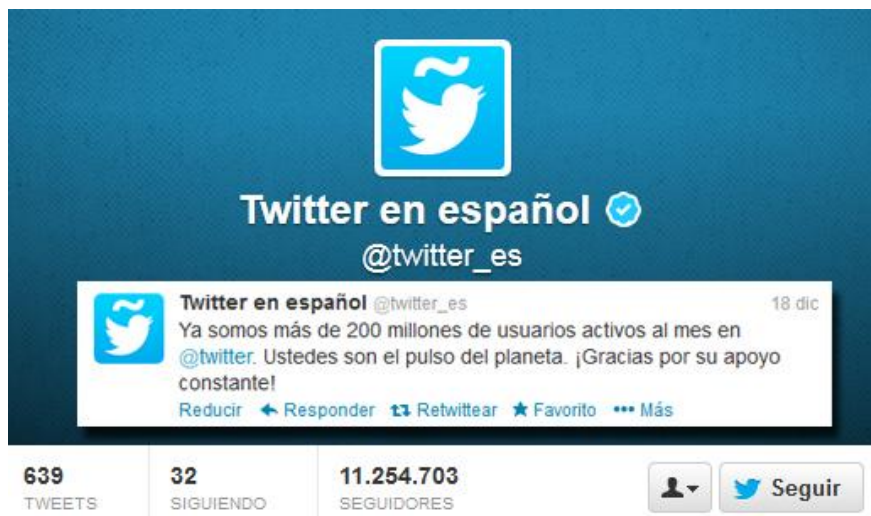 Twitter en español
@twitter_es
Twitter en español @twitter_es 18 dic
Ya somos más de 200 millones de usuarios activos al mes en
@twitter. Ustedes son el pulso del planeta. ¡Gracias por su apoyo
constante!
Reducir Responder Retwittear Favorito ••• Más
639 32 11.254.703
TWEETS SIGUIENDO SEGUIDORES
Seguir